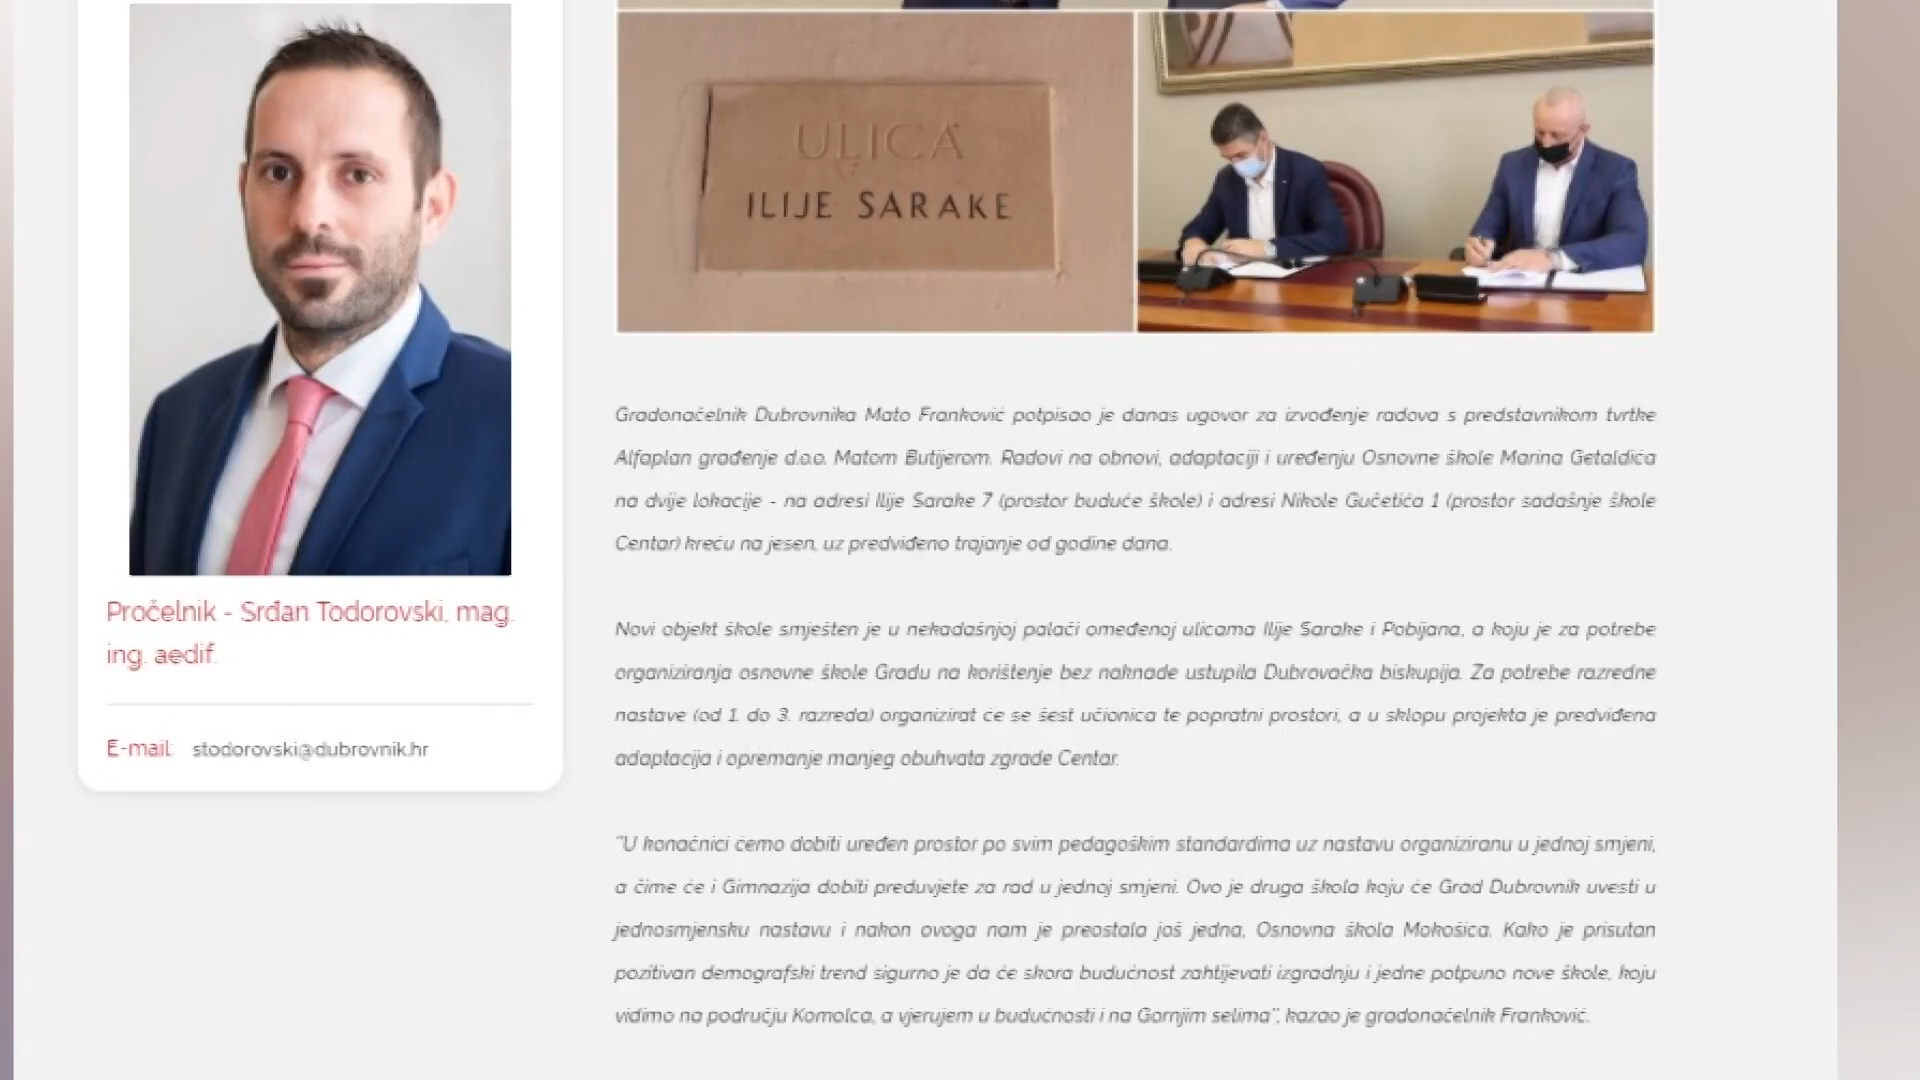 ULICA
ILIJE SARAKE
Pročelnik - Srđan Todorovski, mag.
ing. aedif.
E-mail: stodorovski@dubrovnik.hr
Gradonačelnik Dubrovnika Mato Franković potpisao je danas ugovor za izvođenje radova s predstavnikom tvrtke
Alfaplan građenje d.o.o. Matom Butijerom. Radovi na obnovi, adaptaciji i uređenju Osnovne škole Marina Getaldića
na dvije lokacije - na adresi Ilije Sarake 7 (prostor buduće škole) i adresi Nikole Gučetića 1 (prostor sadašnje škole
Centar) kreću na jesen, uz predviđeno trajanje od godine dana.
Novi objekt škole smješten je u nekadašnjoj palači omeđenoj ulicama Ilije Sarake i Pobijana, a koju je za potrebe
organiziranja osnovne škole Gradu na korištenje bez naknade ustupila Dubrovačka biskupija. Za potrebe razredne
nastave (od 1. do 3. razreda) organizirat će se šest učionica te popratni prostori, a u sklopu projekta je predviđena
adaptacija i opremanje manjeg obuhvata zgrade Centar.
"U konačnici ćemo dobiti uređen prostor po svim pedagoškim standardima uz nastavu organiziranu u jednoj smjeni,
a čime će i Gimnazija dobiti preduvjete za rad u jednoj smjeni. Ovo je druga škola koju će Grad Dubrovnik uvesti u
jednosmjensku nastavu i nakon ovoga nam je preostala još jedna, Osnovna škola Mokošica. Kako je prisutan
pozitivan demografski trend sigurno je da će skora budućnost zahtijevati izgradnju i jedne potpuno nove škole, koju
vidimo na području Komolca, a vjerujem u budućnosti i na Gornjim selima", kazao je gradonačelnik Franković.